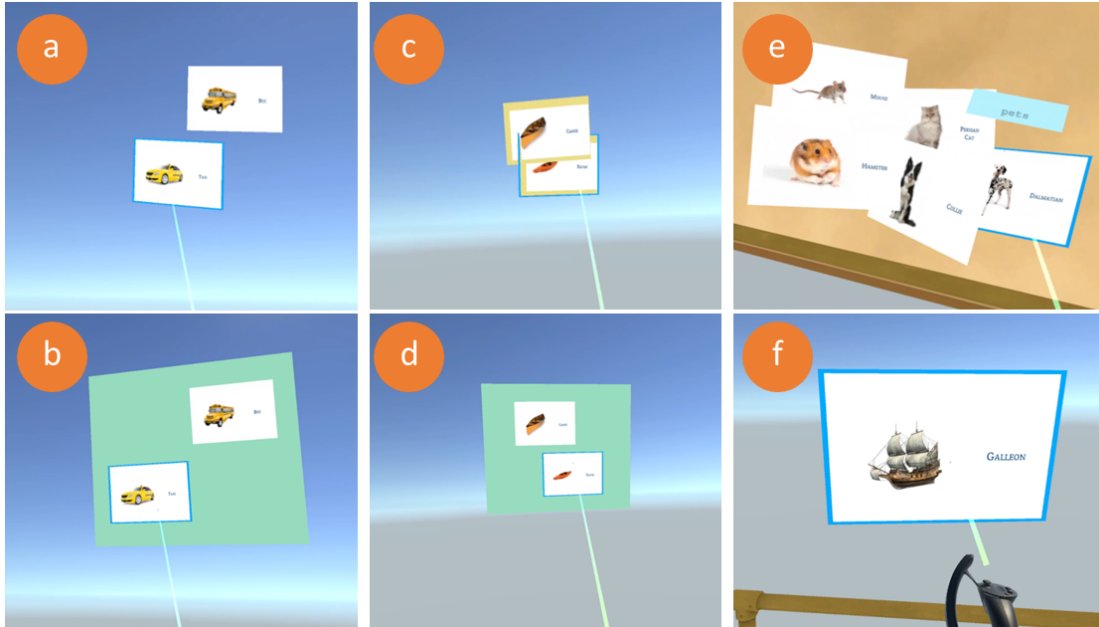 a
Bus
Taxi
c
Canoe
Kayak
e
Mouse
Persian
Cat
pets
Hamster
Collie
Dalmatian
b
Bus
Taxi
d
Canoe
Kayak
f
Galleon